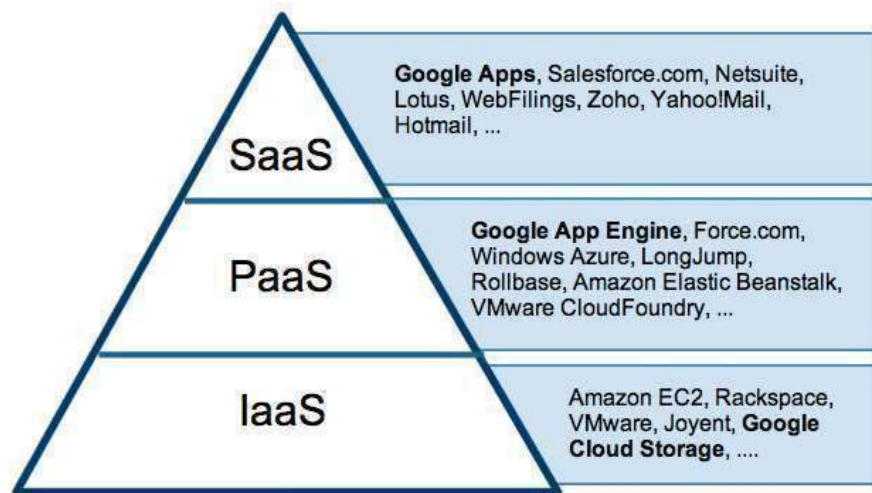 Google Apps, Salesforce.com, Netsuite,
Lotus, WebFilings, Zoho, Yahoo!Mail,
Hotmail, ...
SaaS
Google App Engine, Force.com,
Windows Azure, LongJump,
Rollbase, Amazon Elastic Beanstalk,
VMware CloudFoundry, ...
PaaS
Amazon EC2, Rackspace,
VMware, Joyent, Google
Cloud Storage, ....
IaaS